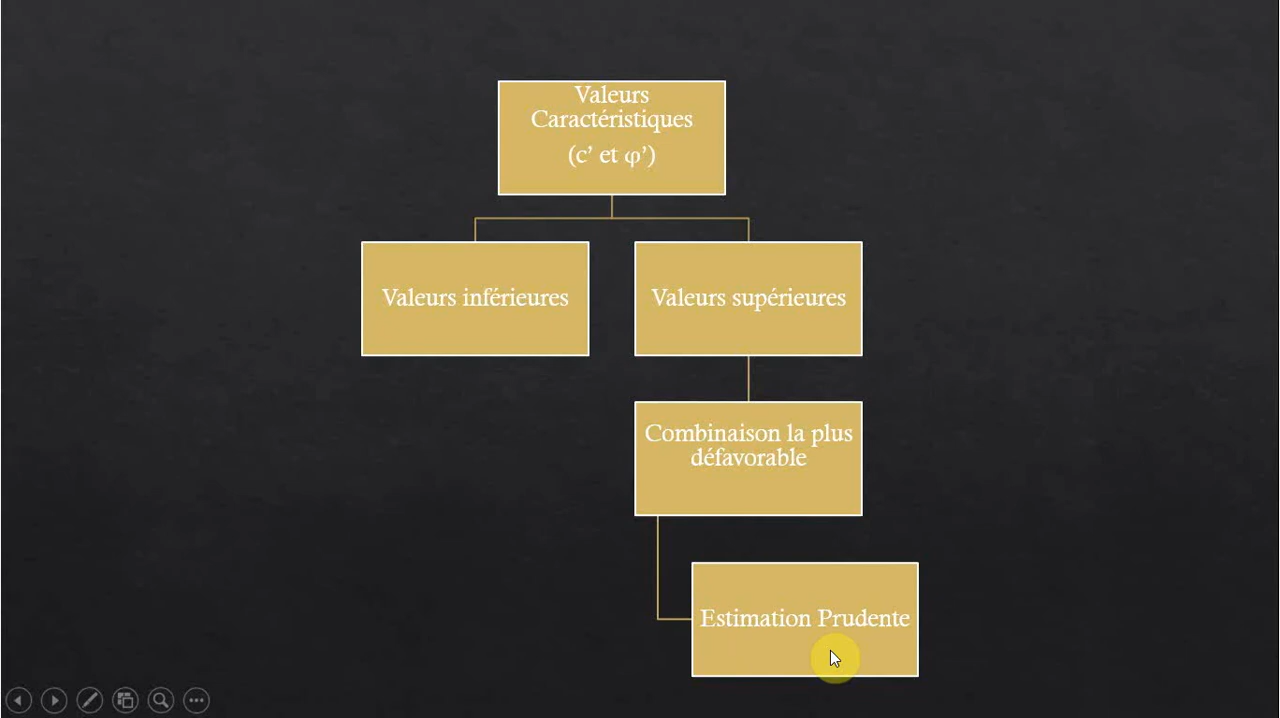 Valeurs
Caractéristiques
(c’ et φ’)
Valeurs inférieures
Valeurs supérieures
Combinaison la plus
défavorable
Estimation Prudente